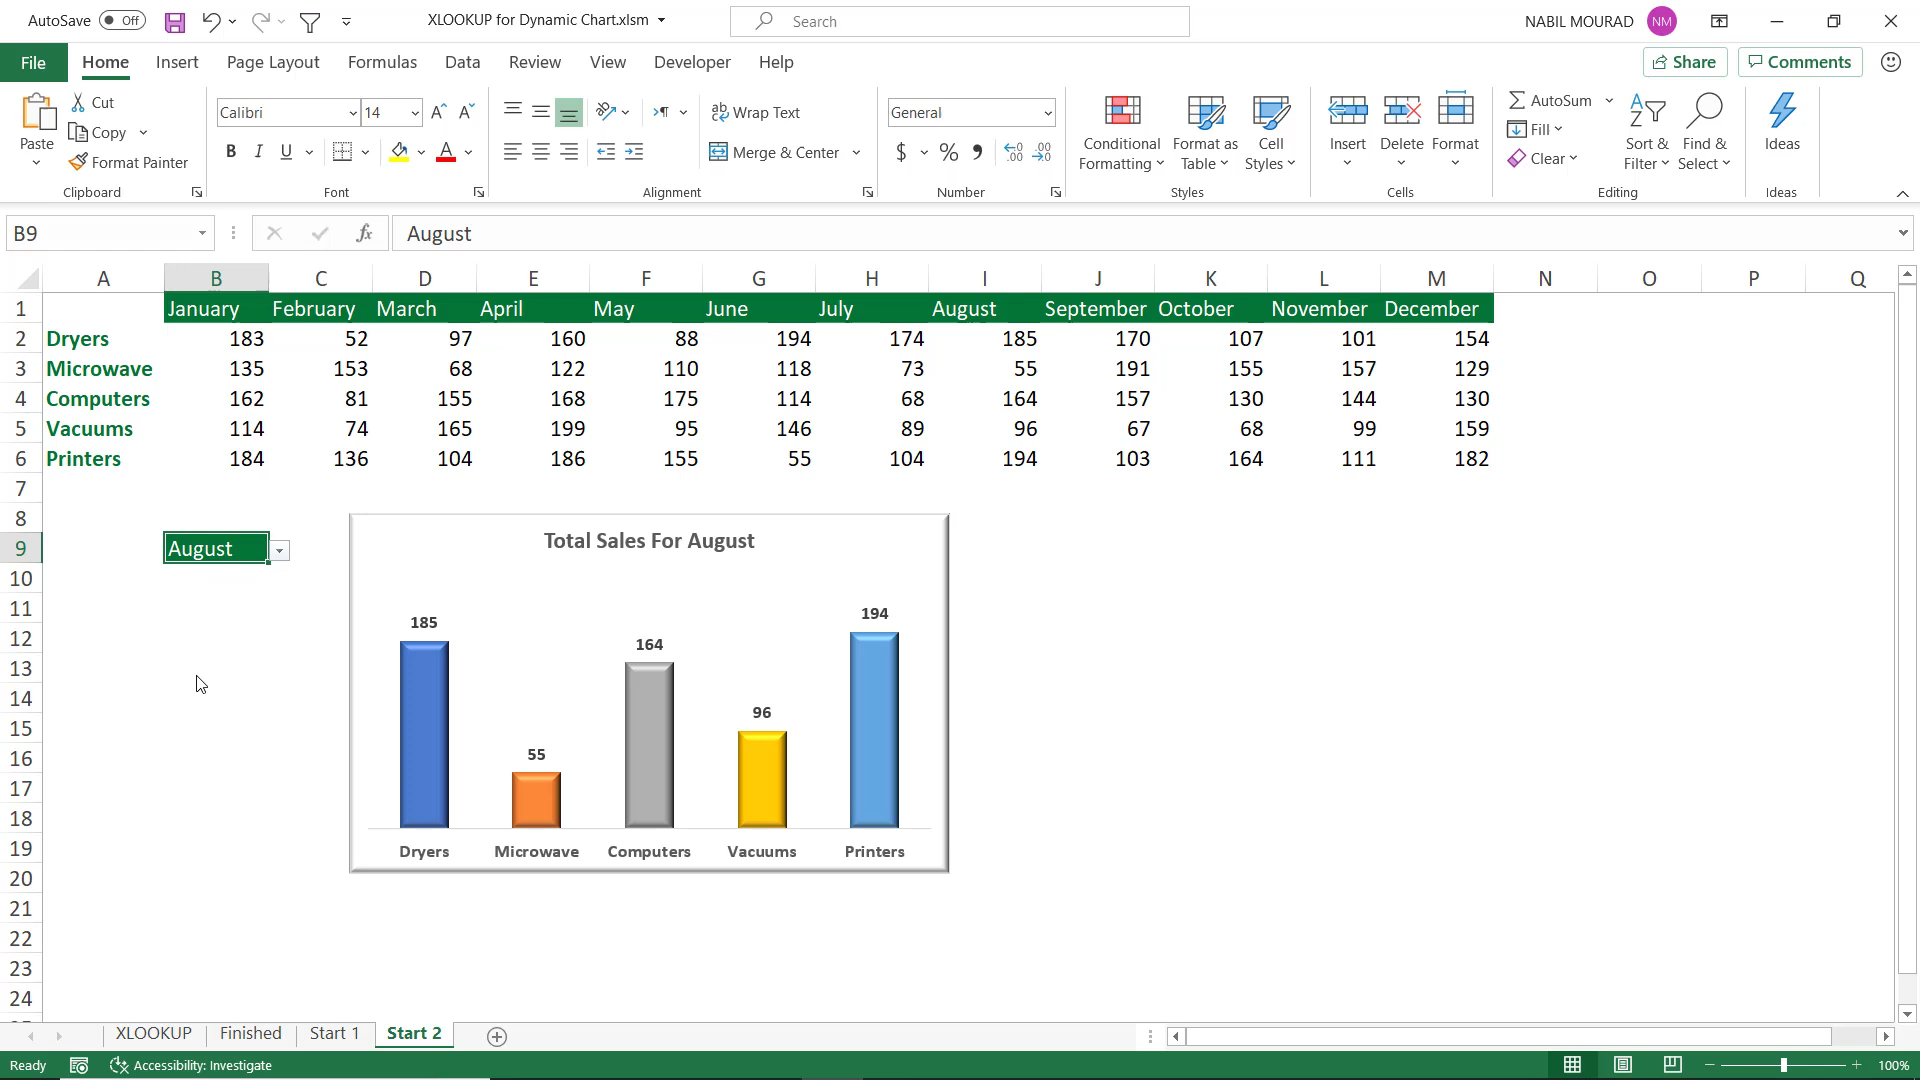 AutoSave Off XLOOKUP for Dynamic Chart.xlsm Search NABIL MOURAD NM
File Home Insert Page Layout Formulas Data Review View Developer Help Share Comments
Paste Cut Copy Format Painter
Clipboard
Calibri 14
B I U A
Font
Wrap Text
Merge & Center
Alignment
General
$ % 9
Number
Conditional Formatting
Format as Table
Cell Styles
Styles
Insert Delete Format
Cells
AutoSum
Fill
Clear
Sort & Filter
Find & Select
Editing
Ideas
Ideas
B9 fx August
A B C D E F G H I J K L M N O P Q
1 January February March April May June July August September October November December
2 Dryers 183 52 97 160 88 194 174 185 170 107 101 154
3 Microwave 135 153 68 122 110 118 73 55 191 155 157 129
4 Computers 162 81 155 168 175 114 68 164 157 130 144 130
5 Vacuums 114 74 165 199 95 146 89 96 67 68 99 159
6 Printers 184 136 104 186 155 55 104 194 103 164 111 182
7
8
9 August
10
11
12
13
14
15
16
17
18
19
20
21
22
23
24
Total Sales For August
185 55 164 96 194
Dryers Microwave Computers Vacuums Printers
XLOOKUP Finished Start 1 Start 2
Ready Accessibility: Investigate 100%